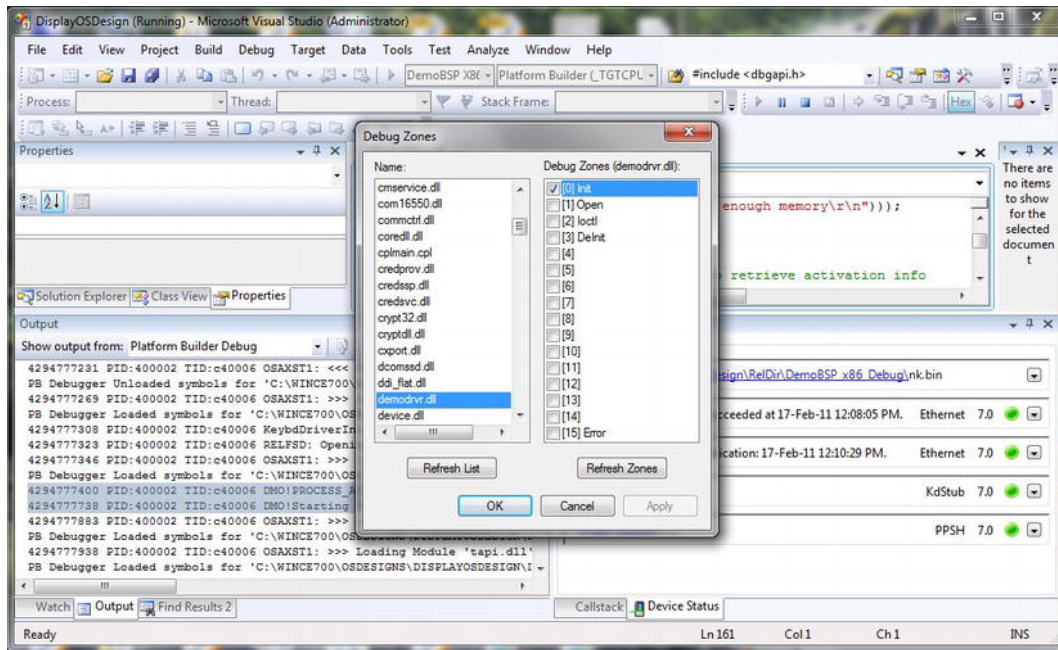 DisplayOSDesign (Running) - Microsoft Visual Studio (Administrator)
File Edit View Project Build Debug Target Data Tools Test Analyze Window Help
DemoBSP X86 Platform Builder (_TGTCPL #include <dbgapi.h>
Process: Thread: Stack Frame: Hex
Properties
Solution Explorer Class View Properties
Output
Show output from: Platform Builder Debug
4294777231 PID:400002 TID:c40006 OSAXST1: <<<
PB Debugger Unloaded symbols for 'C:\WINCE700\
4294777269 PID:400002 TID:c40006 OSAXST1: >>>
PB Debugger Loaded symbols for 'C:\WINCE700\OS
4294777308 PID:400002 TID:c40006 KeybdDriverIn
4294777323 PID:400002 TID:c40006 RELFSD: Openi
4294777346 PID:400002 TID:c40006 OSAXST1: >>>
PB Debugger Loaded symbols for 'C:\WINCE700\OS
4294777400 PID:400002 TID:c40006 DMO!PROCESS_A
4294777738 PID:400002 TID:c40006 DMO!Starting
4294777883 PID:400002 TID:c40006 OSAXST1: >>>
PB Debugger Loaded symbols for 'C:\WINCE700\OS
4294777938 PID:400002 TID:c40006 OSAXST1: >>> Loading Module 'tapi.dll'
PB Debugger Loaded symbols for 'C:\WINCE700\OSDESIGNS\DISPLAYOSDESIGN\
Watch Output Find Results 2
Debug Zones
Name:
cmservice.dll
com16550.dll
commctrl.dll
coredll.dll
cplmain.cpl
credprov.dll
credssp.dll
credsvc.dll
crypt32.dll
cryptdll.dll
cxport.dll
dcomssd.dll
ddi_flat.dll
demodrvr.dll
device.dll
Refresh List
Debug Zones (demodrvr.dll):
[0] Init
[1] Open
[2] Ioctl
[3] DeInit
[4]
[5]
[6]
[7]
[8]
[9]
[10]
[11]
[12]
[13]
[14]
[15] Error
Refresh Zones
OK Cancel Apply
enough memory\r\n")));
retrieve activation info
There are
no items
to show
for the
selected
documen
t
sign\RelDir\DemoBSP_x86_Debug\nk.bin
cceeded at 17-Feb-11 12:08:05 PM. Ethernet 7.0
ication: 17-Feb-11 12:10:29 PM. Ethernet 7.0
KdStub 7.0
PPSH 7.0
Callstack Device Status
Ready Ln 161 Col 1 Ch 1 INS